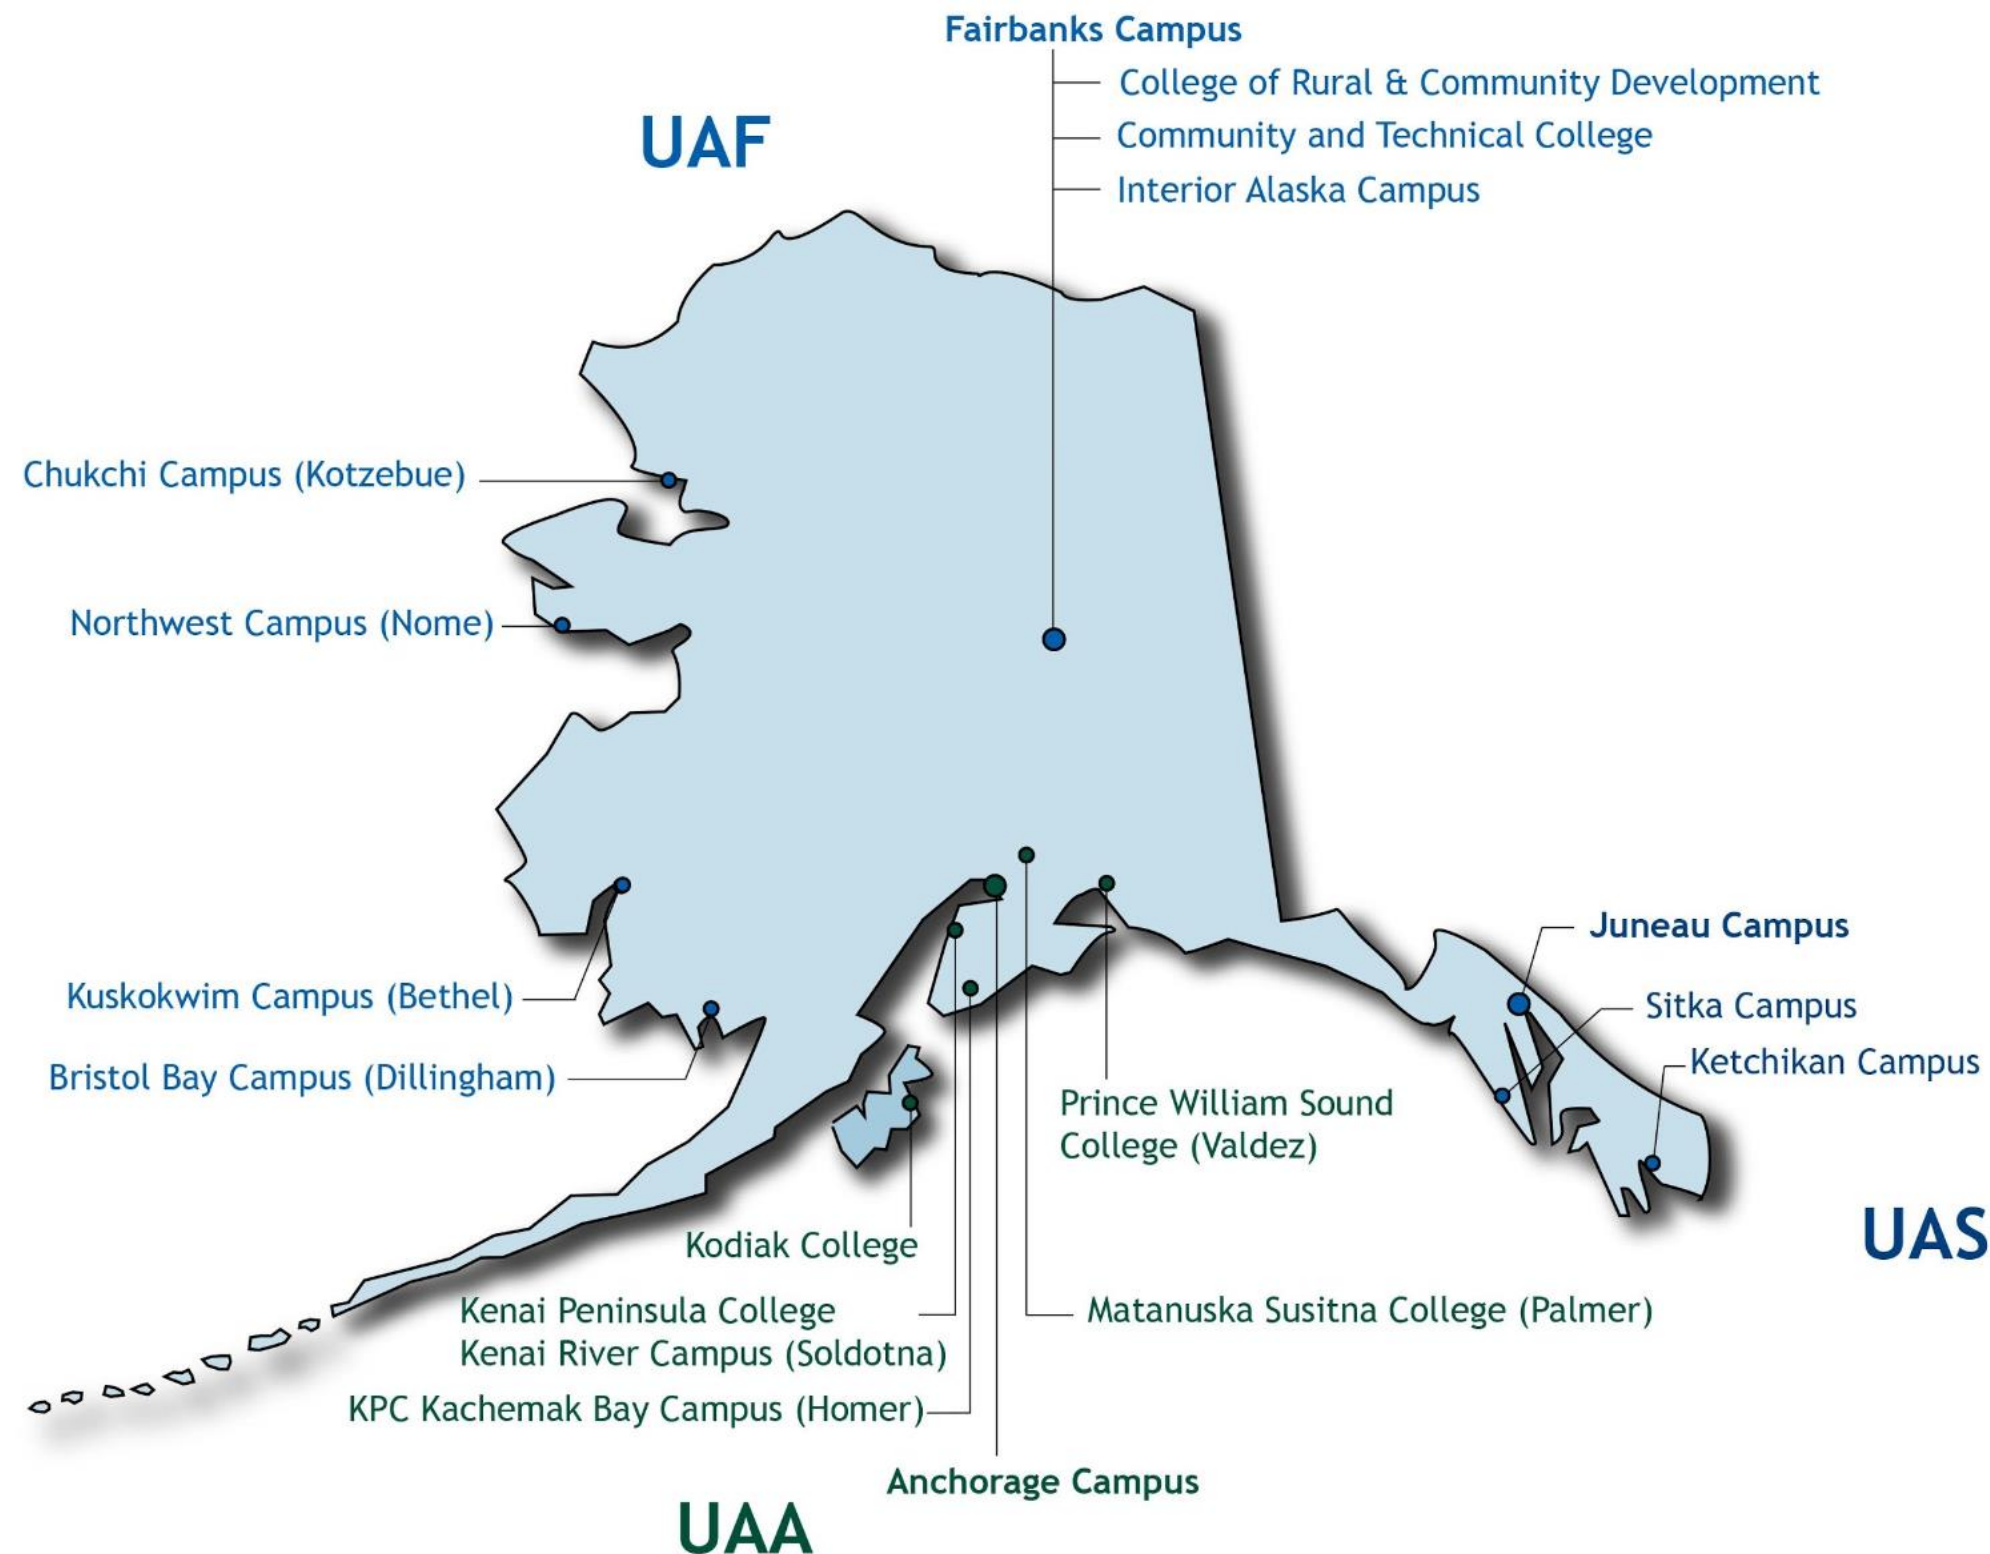 Fairbanks Campus
College of Rural & Community Development
Community and Technical College
Interior Alaska Campus
UAF
Chukchi Campus (Kotzebue)
Northwest Campus (Nome)
Kuskokwim Campus (Bethel)
Bristol Bay Campus (Dillingham)
Juneau Campus
Sitka Campus
Ketchikan Campus
UAS
Prince William Sound
College (Valdez)
Kodiak College
Kenai Peninsula College
Kenai River Campus (Soldotna)
Matanuska Susitna College (Palmer)
KPC Kachemak Bay Campus (Homer)
Anchorage Campus
UAA